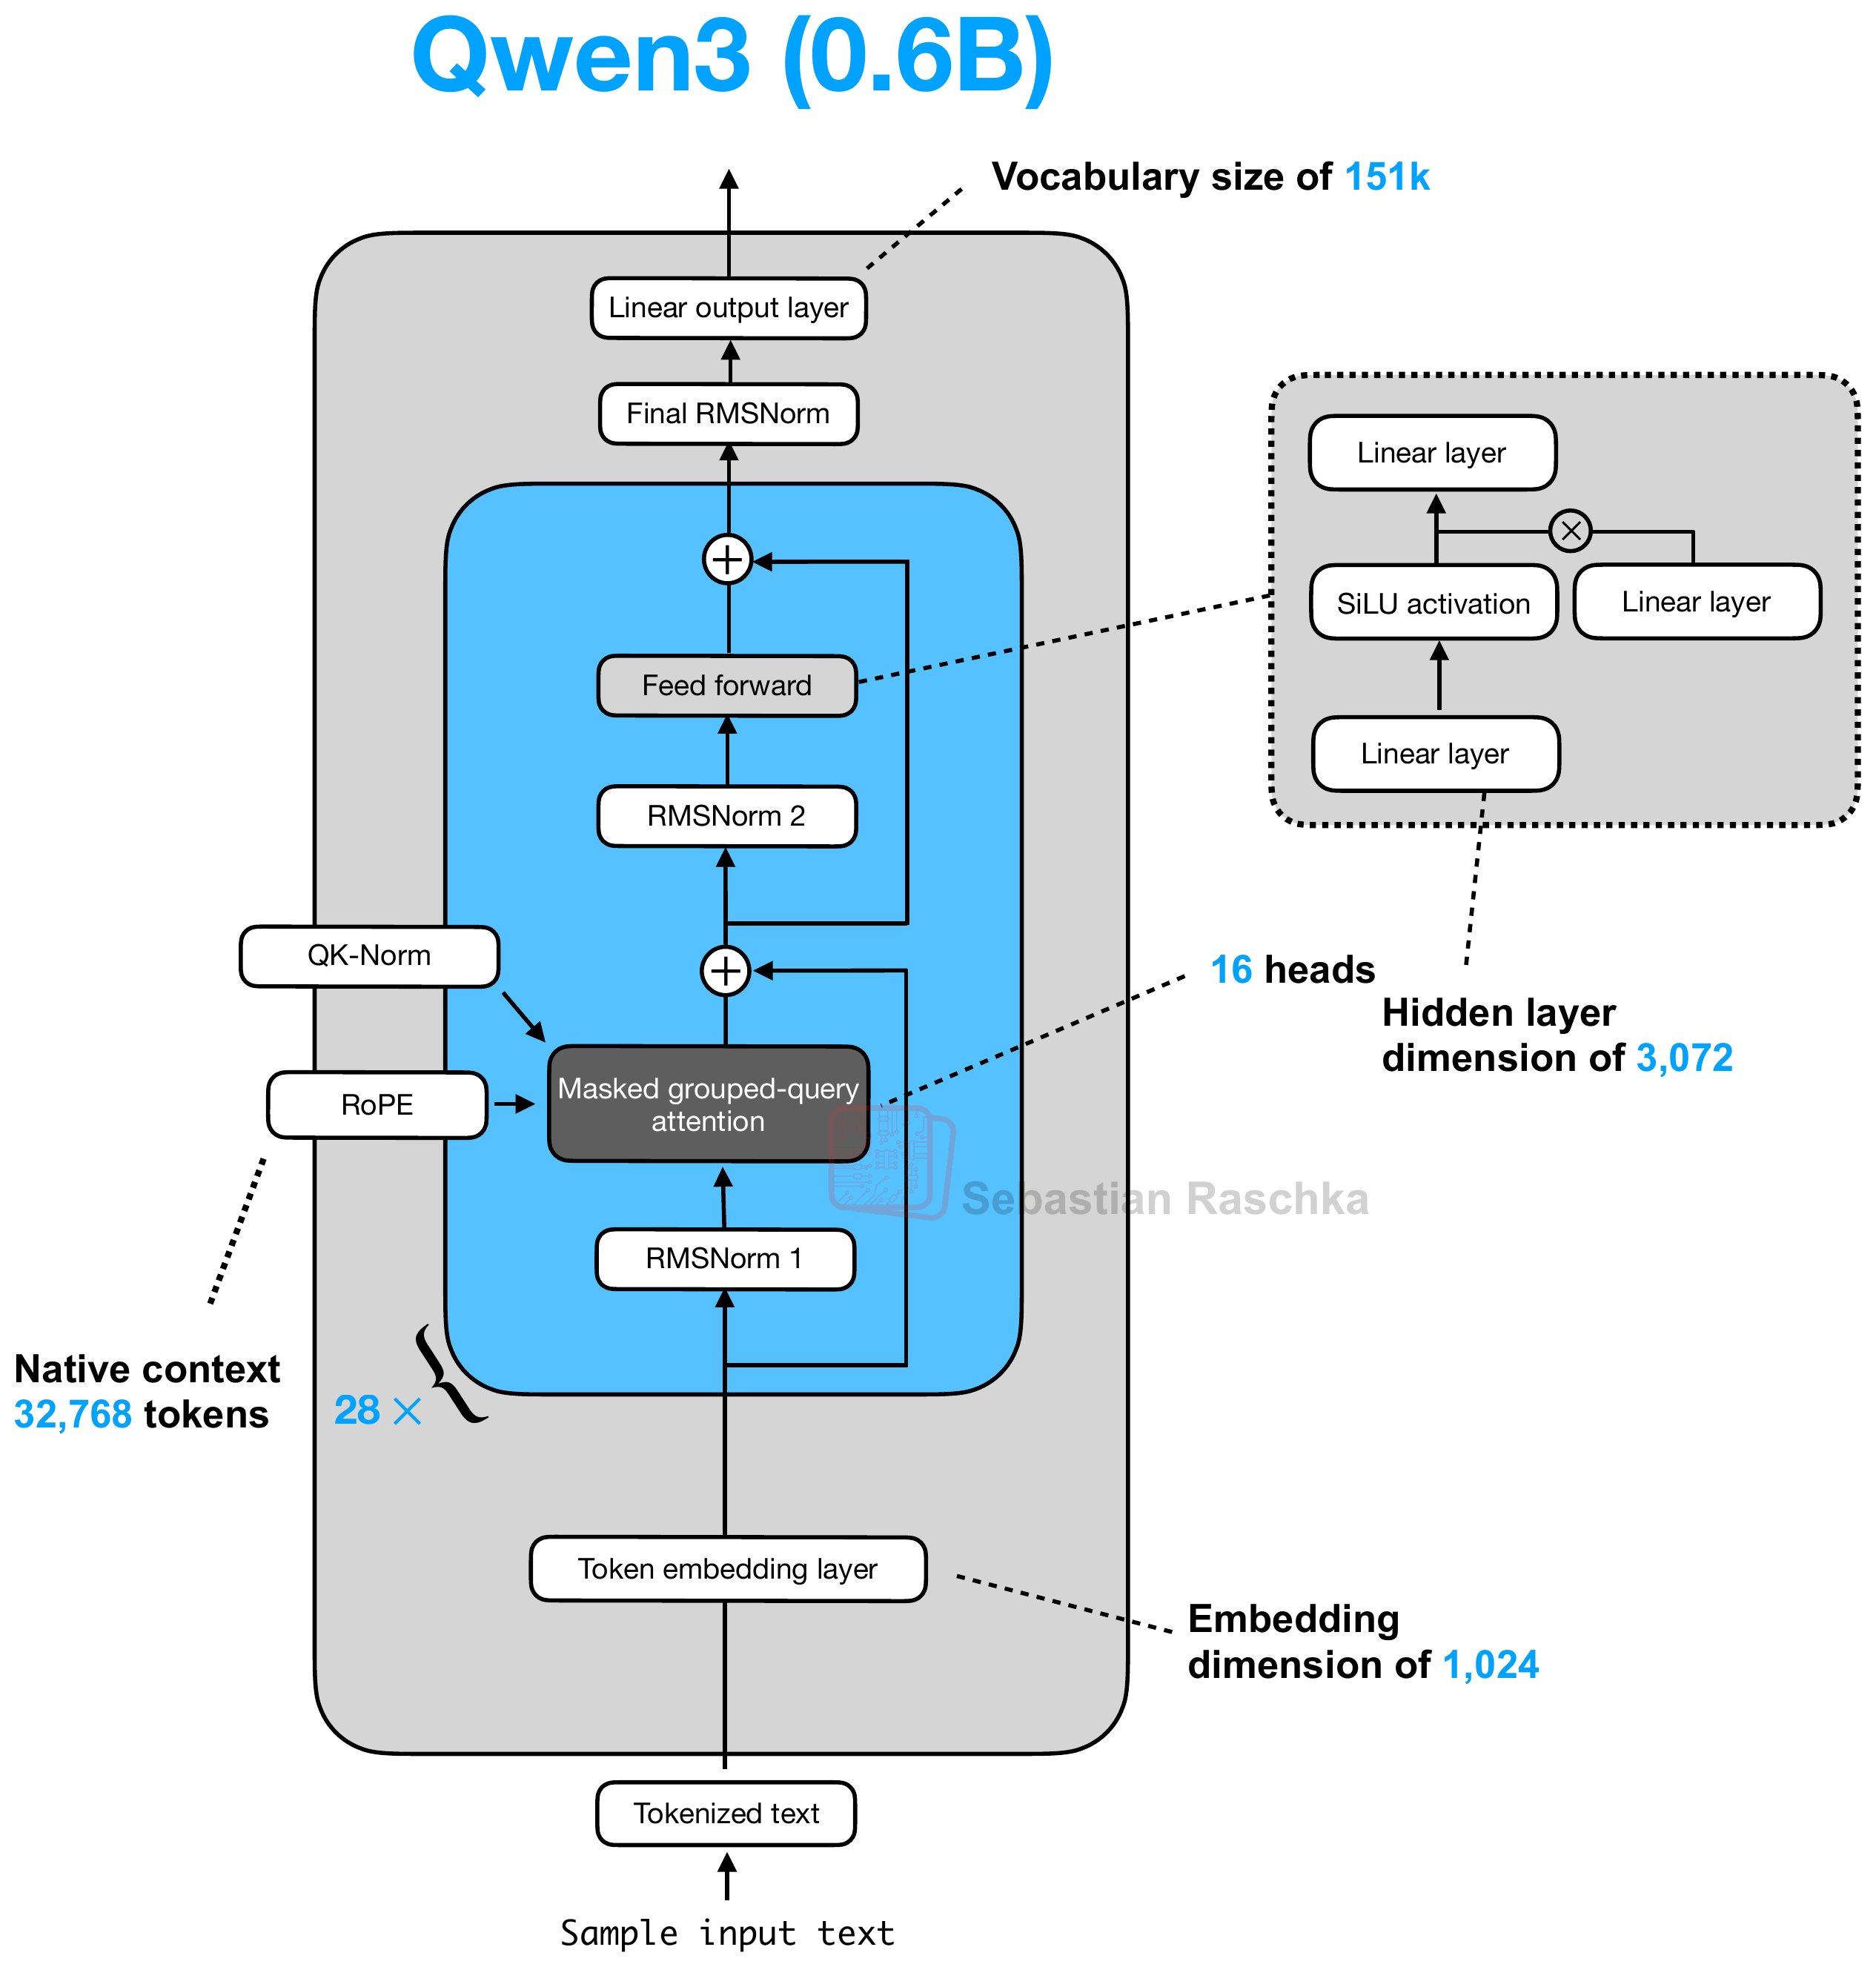 Qwen3 (0.6B)
Vocabulary size of 151k
Linear output layer
Final RMSNorm
Linear layer
SiLU activation
Linear layer
Linear layer
Feed forward
RMSNorm 2
QK-Norm
16 heads
Hidden layer
dimension of 3,072
RoPE
Masked grouped-query
attention
Sebastian Raschka
RMSNorm 1
Native context
32,768 tokens
28 ×
Token embedding layer
Embedding
dimension of 1,024
Tokenized text
Sample input text